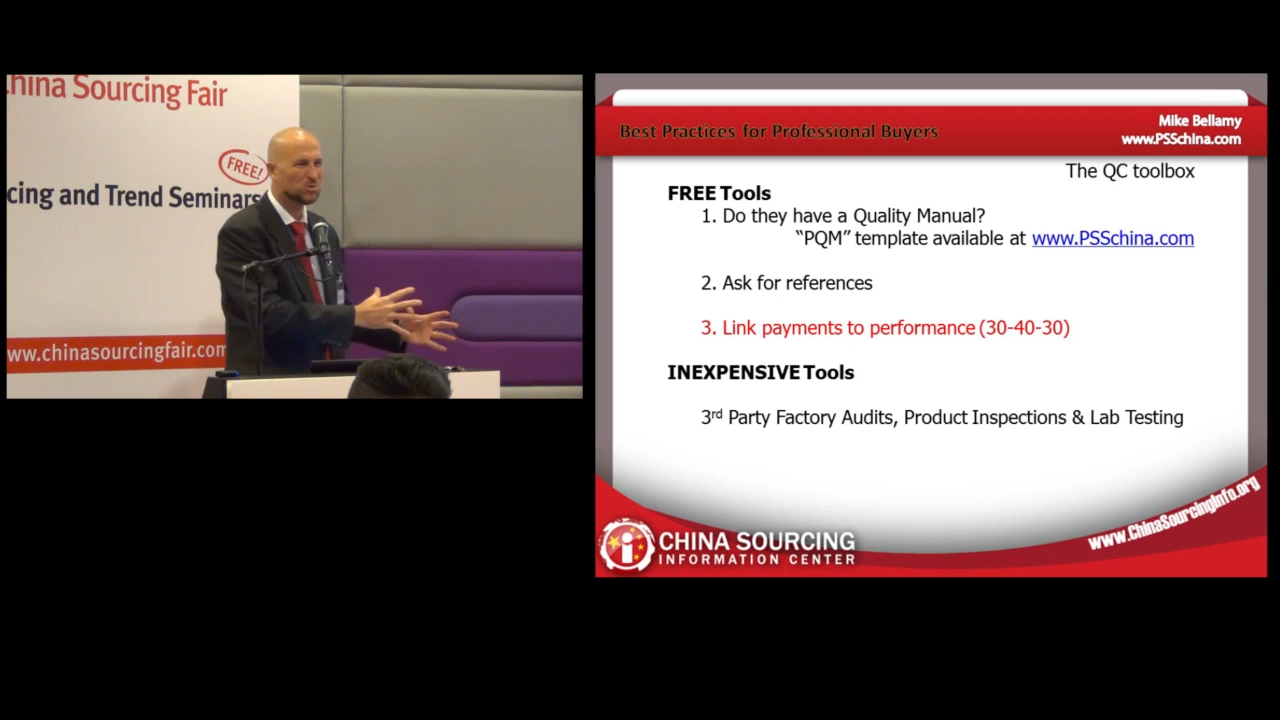 hina Sourcing Fair
FREE!
cing and Trend Seminars
ww.chinasourcingfair.com
Best Practices for Professional Buyers
Mike Bellamy
www.PSSchina.com
The QC toolbox
FREE Tools
1. Do they have a Quality Manual?
“PQM” template available at www.PSSchina.com
2. Ask for references
3. Link payments to performance (30-40-30)
INEXPENSIVE Tools
3rd Party Factory Audits, Product Inspections & Lab Testing
www.ChinaSourcingInfo.org
CHINA SOURCING
INFORMATION CENTER